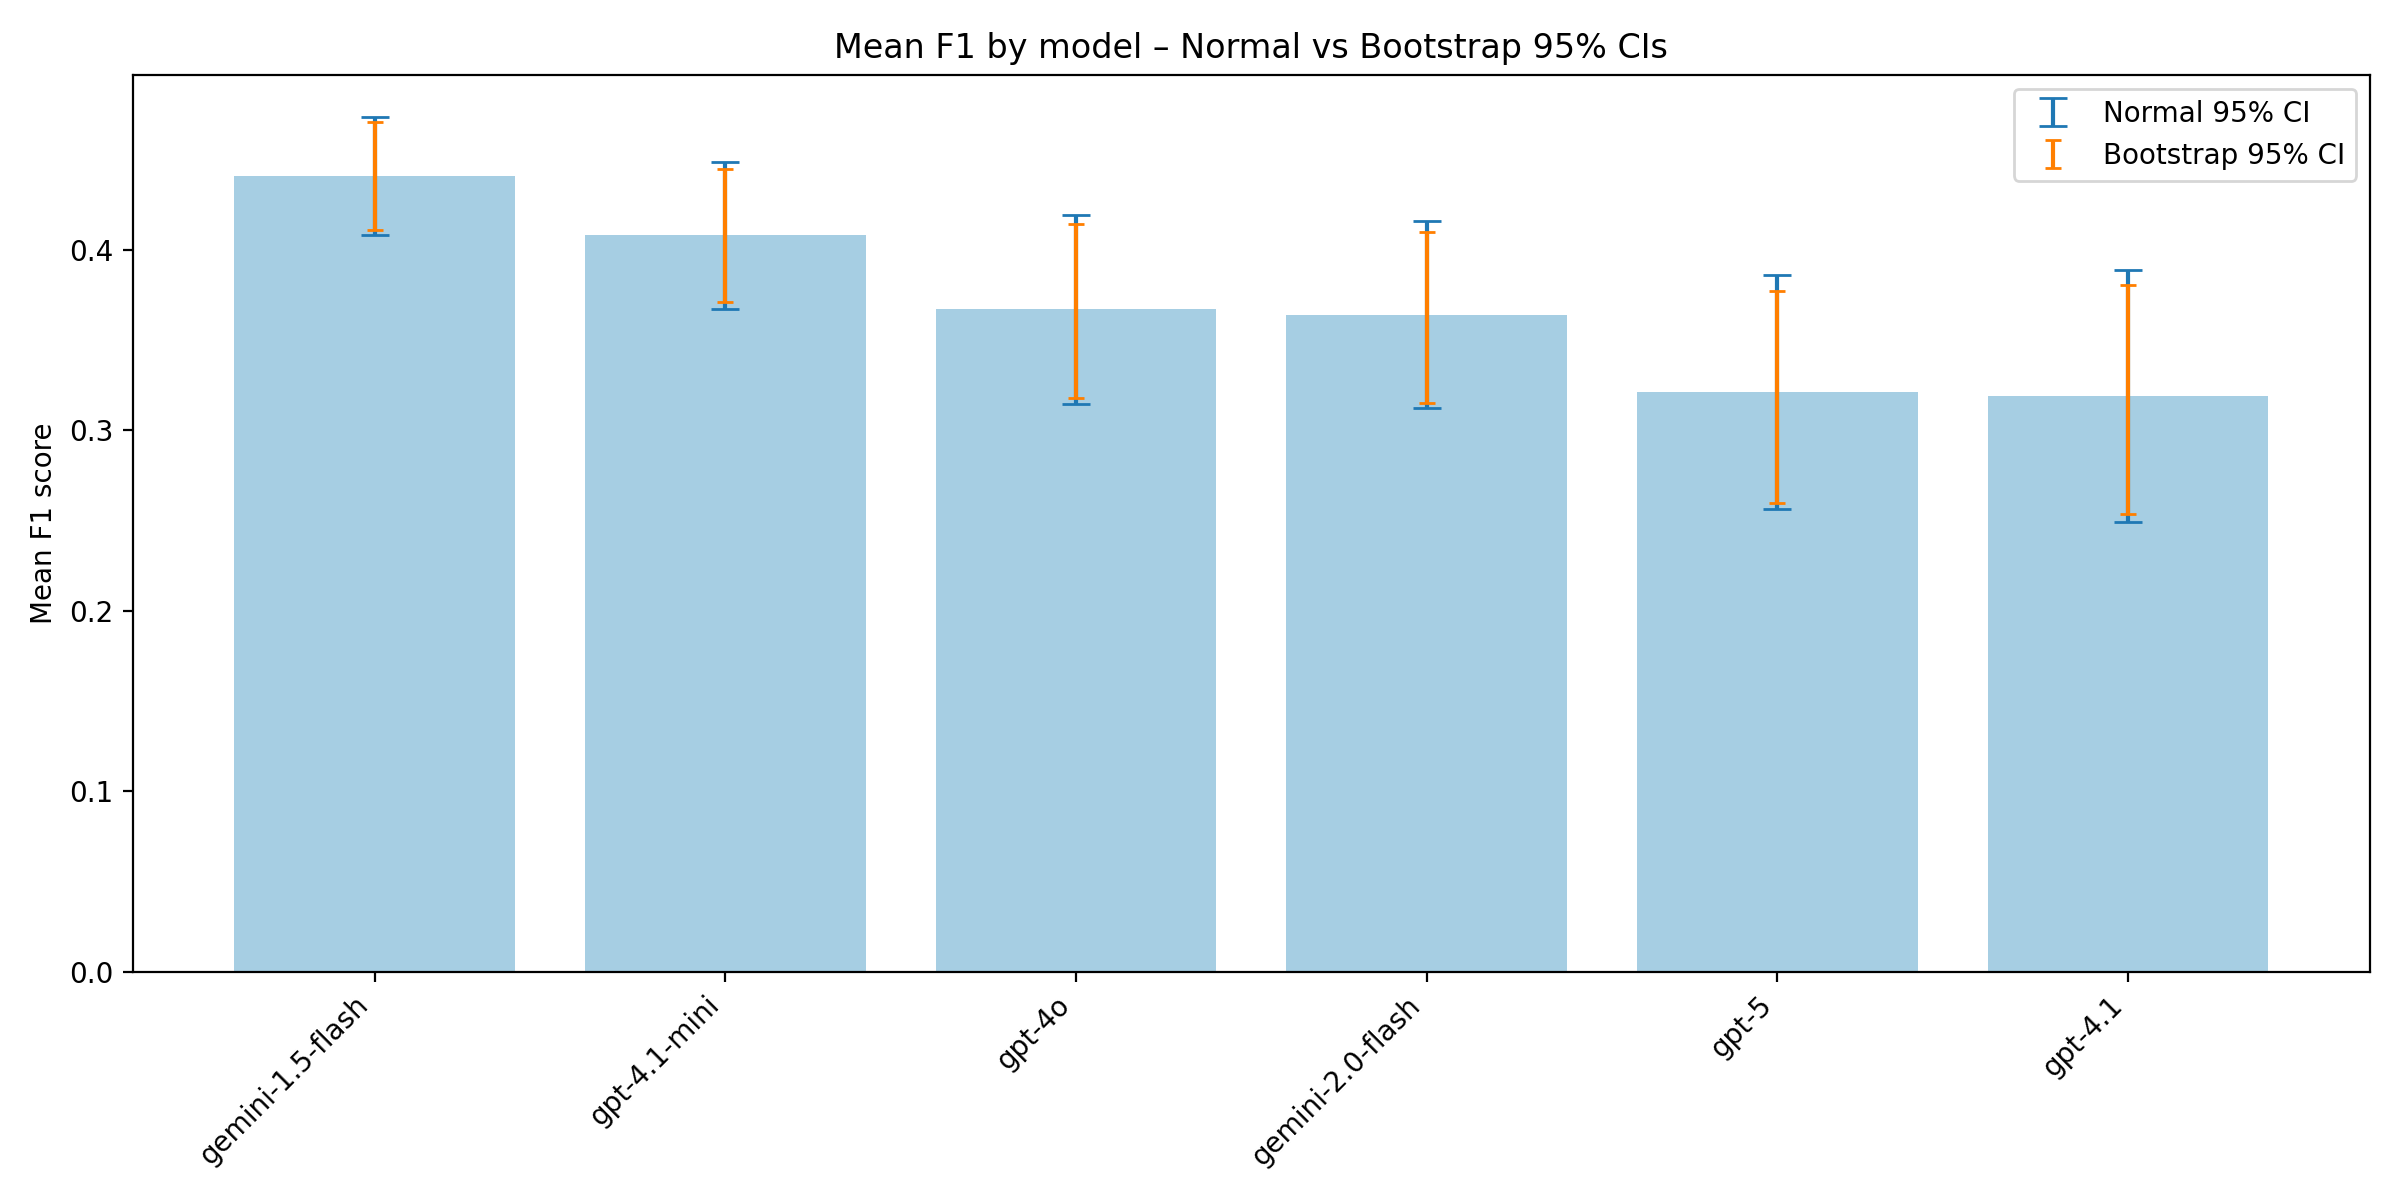 Mean F1 by model – Normal vs Bootstrap 95% CIs
Normal 95% CI
Bootstrap 95% CI
Mean F1 score
0.4
0.3
0.2
0.1
0.0
gemini-1.5-flash
gpt-4.1-mini
gpt-4o
gemini-2.0-flash
gpt-5
gpt-4.1